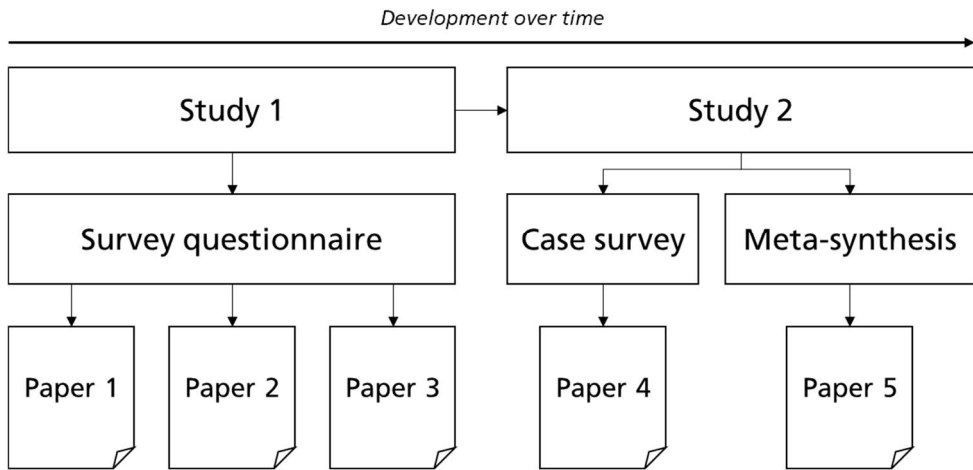 Development over time
Study 1
Study 2
Survey questionnaire
Case survey
Meta-synthesis
Paper 1
Paper 2
Paper 3
Paper 4
Paper 5